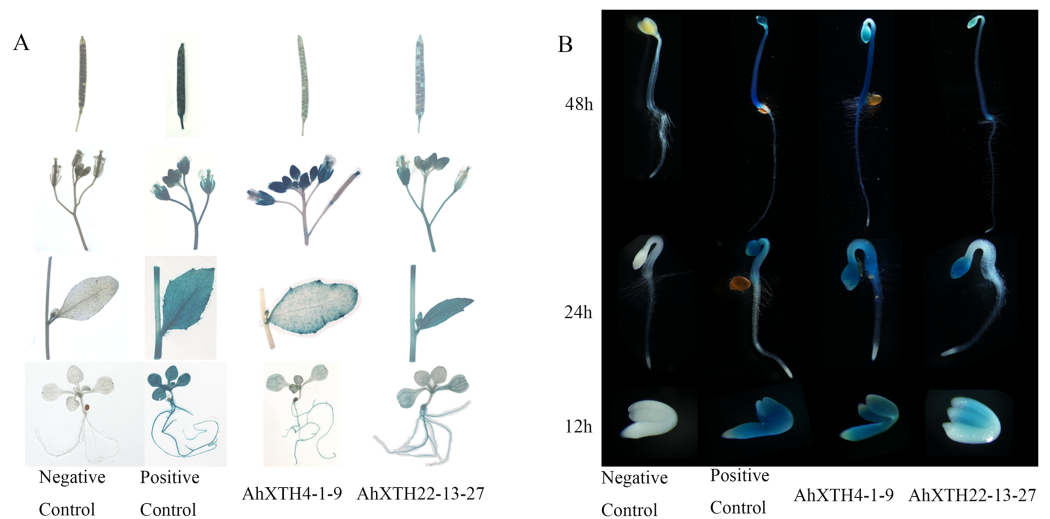 A
B
48h
24h
12h
Negative
Control
Positive
Control
AhXTH4-1-9
AhXTH22-13-27
Negative
Control
Positive
Control
AhXTH4-1-9
AhXTH22-13-27